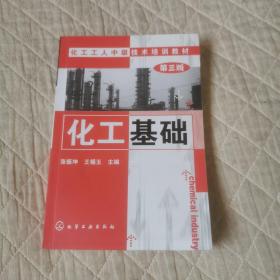 化工工人中级技术培训教材
第三版
化工基础
张振坤 王锡玉 主编
chemical industry
化学工业出版社